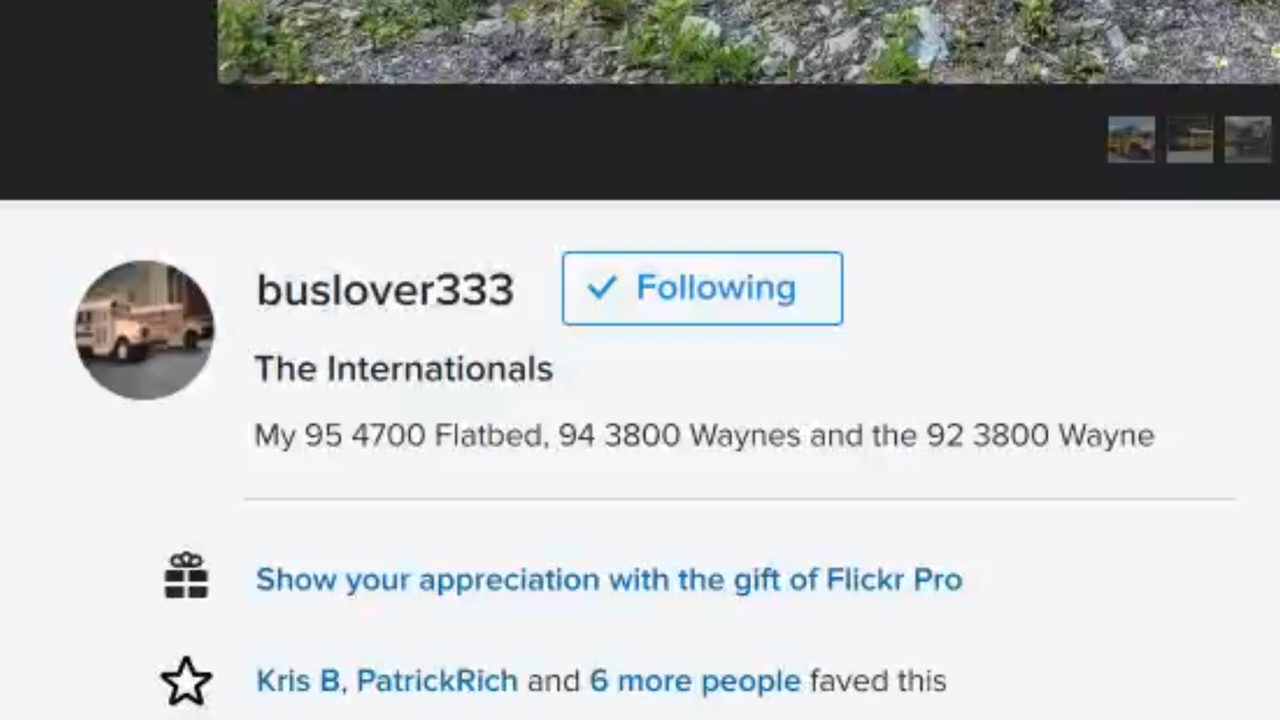 buslover333
Following
The Internationals
My 95 4700 Flatbed, 94 3800 Waynes and the 92 3800 Wayne
Show your appreciation with the gift of Flickr Pro
Kris B, PatrickRich and 6 more people faved this